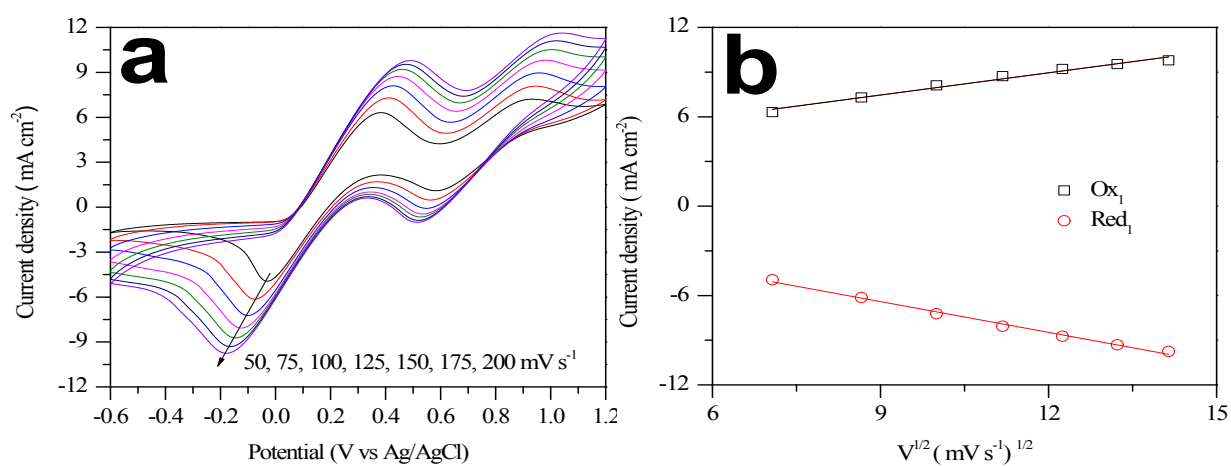 a
12
9
6
3
0
-3
-6
-9
-12
Current density ( mA cm⁻²)
50, 75, 100, 125, 150, 175, 200 mV s⁻¹
-0.6 -0.4 -0.2 0.0 0.2 0.4 0.6 0.8 1.0 1.2
Potential (V vs Ag/AgCl)
b
12
6
0
-6
-12
Current density ( mA cm⁻²)
Ox₁
Red₁
6 9 12 15
V¹/² ( mV s⁻¹) ¹/²